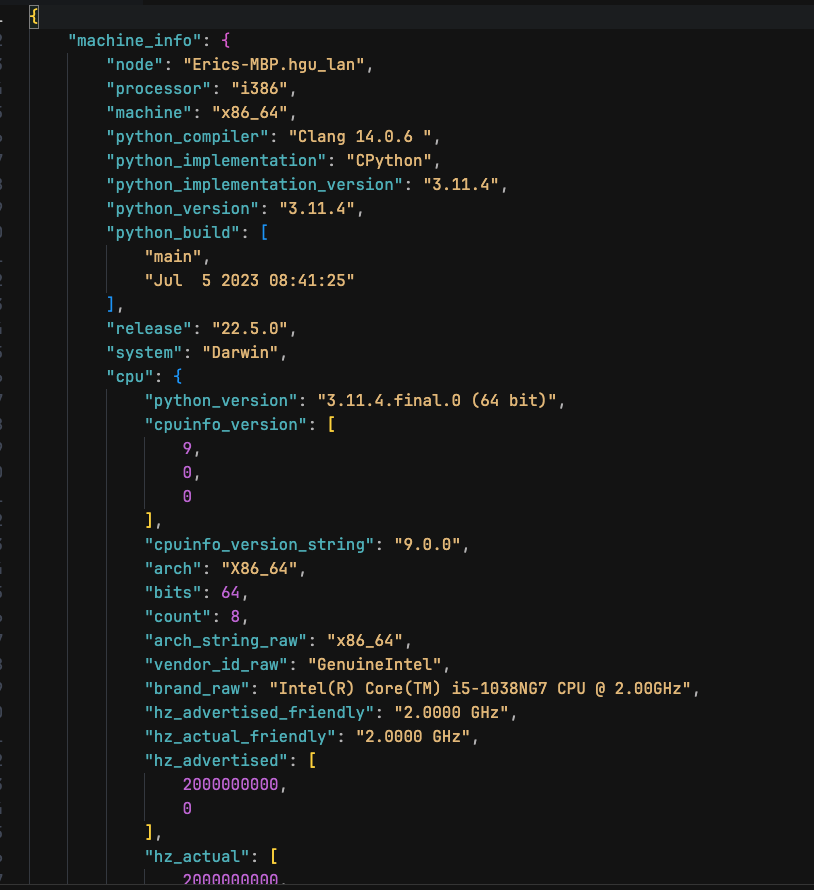 {
    "machine_info": {
        "node": "Erics-MBP.hgu_lan",
        "processor": "i386",
        "machine": "x86_64",
        "python_compiler": "Clang 14.0.6 ",
        "python_implementation": "CPython",
        "python_implementation_version": "3.11.4",
        "python_version": "3.11.4",
        "python_build": [
            "main",
            "Jul  5 2023 08:41:25"
        ],
        "release": "22.5.0",
        "system": "Darwin",
        "cpu": {
            "python_version": "3.11.4.final.0 (64 bit)",
            "cpuinfo_version": [
                9,
                0,
                0
            ],
            "cpuinfo_version_string": "9.0.0",
            "arch": "X86_64",
            "bits": 64,
            "count": 8,
            "arch_string_raw": "x86_64",
            "vendor_id_raw": "GenuineIntel",
            "brand_raw": "Intel(R) Core(TM) i5-1038NG7 CPU @ 2.00GHz",
            "hz_advertised_friendly": "2.0000 GHz",
            "hz_actual_friendly": "2.0000 GHz",
            "hz_advertised": [
                2000000000,
                0
            ],
            "hz_actual": [
                2000000000,